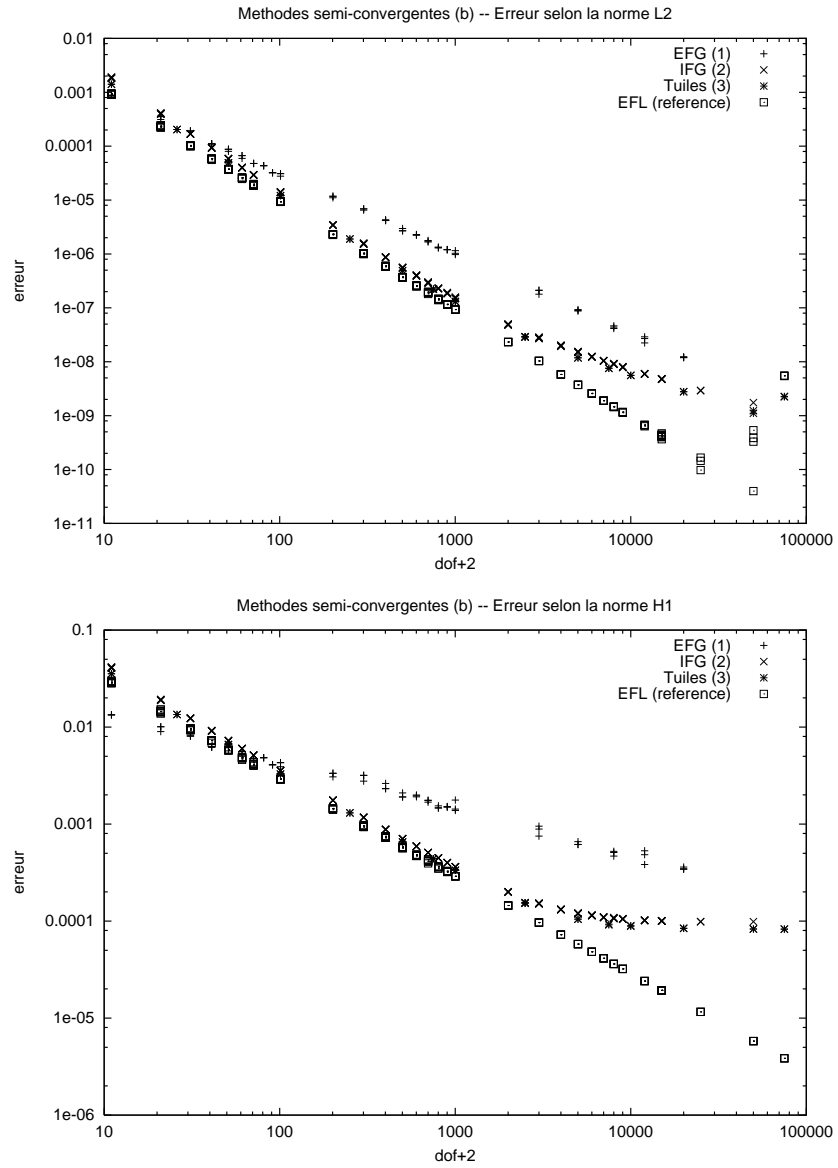 Methodes semi-convergentes (b) -- Erreur selon la norme L2
0.01
0.001
0.0001
1e-05
1e-06
1e-07
1e-08
1e-09
1e-10
1e-11
erreur
EFG (1)
IFG (2)
Tuiles (3)
EFL (reference)
10
100
1000
10000
100000
dof+2
Methodes semi-convergentes (b) -- Erreur selon la norme H1
0.1
0.01
0.001
0.0001
1e-05
1e-06
erreur
EFG (1)
IFG (2)
Tuiles (3)
EFL (reference)
10
100
1000
10000
100000
dof+2